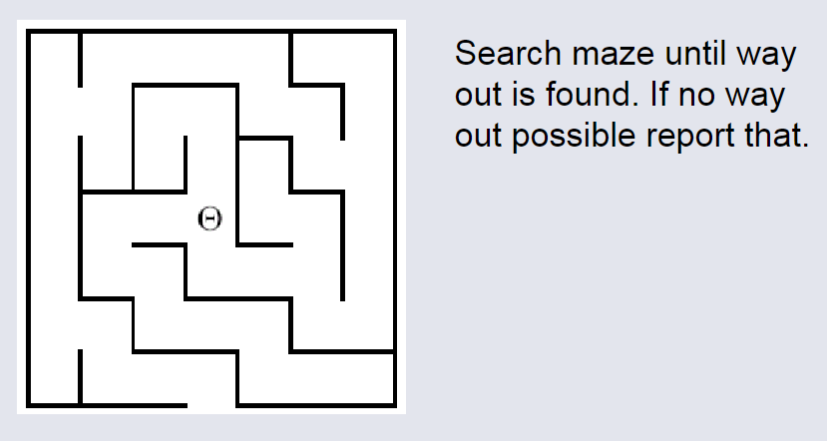 Search maze until way
out is found. If no way
out possible report that.
Θ